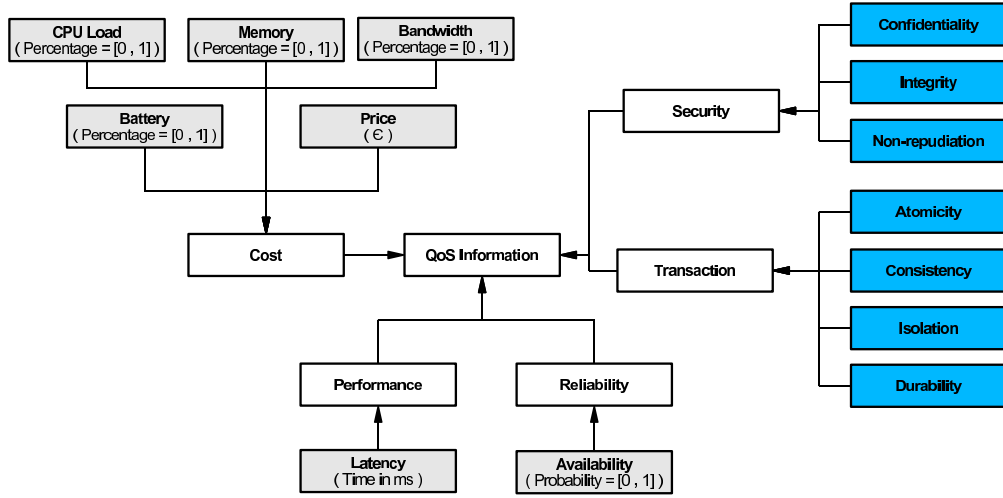 CPU Load
( Percentage = [0 , 1] )
Memory
( Percentage = [0 , 1] )
Bandwidth
( Percentage = [0 , 1] )
Battery
( Percentage = [0 , 1] )
Price
( Є )
Cost
QoS Information
Security
Transaction
Confidentiality
Integrity
Non-repudiation
Atomicity
Consistency
Isolation
Durability
Performance
Reliability
Latency
( Time in ms )
Availability
( Probability = [0 , 1] )